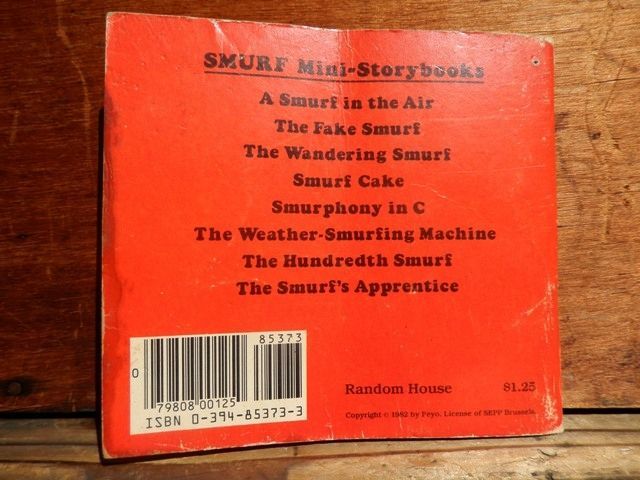 SMURF Mini-Storybooks
A Smurf in the Air
The Fake Smurf
The Wandering Smurf
Smurf Cake
Smurphony in C
The Weather-Smurfing Machine
The Hundredth Smurf
The Smurf's Apprentice
85373
0
79808 00125
ISBN 0-394-85373-3
Random House $1.25
Copyright © 1982 by Peyo. License of SEPP Brussels.